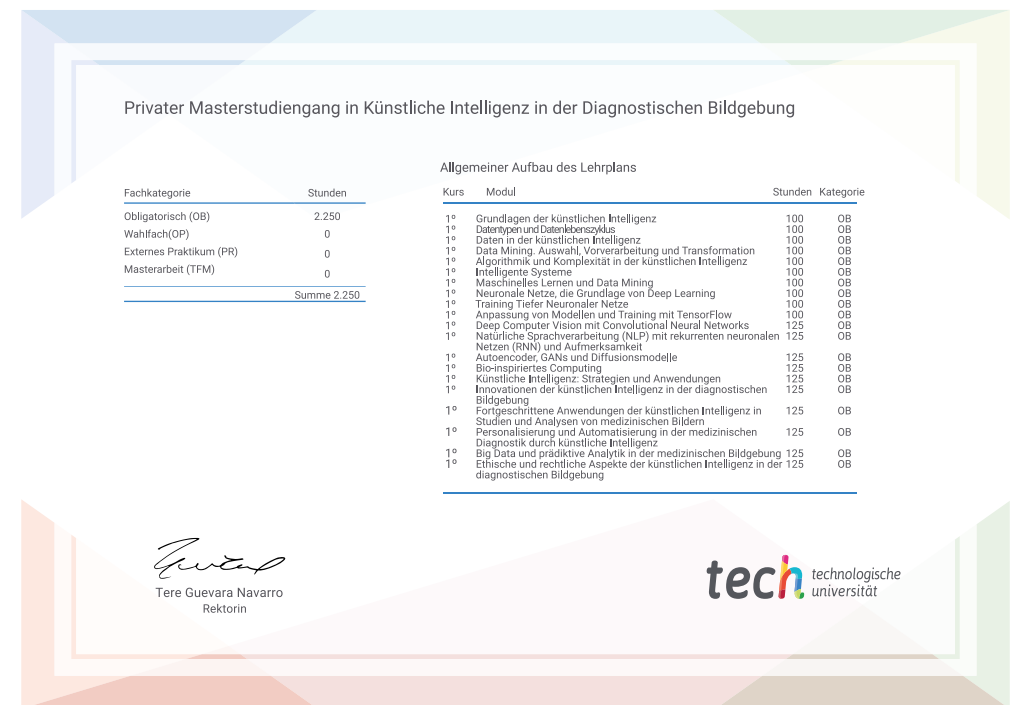 Privater Masterstudiengang in Künstliche Intelligenz in der Diagnostischen Bildgebung
Allgemeiner Aufbau des Lehrplans
Fachkategorie Stunden
Obligatorisch (OB) 2.250
Wahlfach(OP) 0
Externes Praktikum (PR) 0
Masterarbeit (TFM) 0
Summe 2.250
Kurs Modul Stunden Kategorie
1º Grundlagen der künstlichen Intelligenz 100 OB
1º Datentypen und Datenlebenszyklus 100 OB
1º Daten in der künstlichen Intelligenz 100 OB
1º Data Mining. Auswahl, Vorverarbeitung und Transformation 100 OB
1º Algorithmik und Komplexität in der künstlichen Intelligenz 100 OB
1º Intelligente Systeme 100 OB
1º Maschinelles Lernen und Data Mining 100 OB
1º Neuronale Netze, die Grundlage von Deep Learning 100 OB
1º Training Tiefer Neuronaler Netze 100 OB
1º Anpassung von Modellen und Training mit TensorFlow 100 OB
1º Deep Computer Vision mit Convolutional Neural Networks 125 OB
1º Natürliche Sprachverarbeitung (NLP) mit rekurrenten neuronalen 125 OB
Netzen (RNN) und Aufmerksamkeit
1º Autoencoder, GANs und Diffusionsmodelle 125 OB
1º Bio-inspiriertes Computing 125 OB
1º Künstliche Intelligenz: Strategien und Anwendungen 125 OB
1º Innovationen der künstlichen Intelligenz in der diagnostischen 125 OB
Bildgebung
1º Fortgeschrittene Anwendungen der künstlichen Intelligenz in 125 OB
Studien und Analysen von medizinischen Bildern
1º Personalisierung und Automatisierung in der medizinischen 125 OB
Diagnostik durch künstliche Intelligenz
1º Big Data und prädiktive Analytik in der medizinischen Bildgebung 125 OB
1º Ethische und rechtliche Aspekte der künstlichen Intelligenz in der 125 OB
diagnostischen Bildgebung
Tere Guevara Navarro
Rektorin
tech technologische
universität